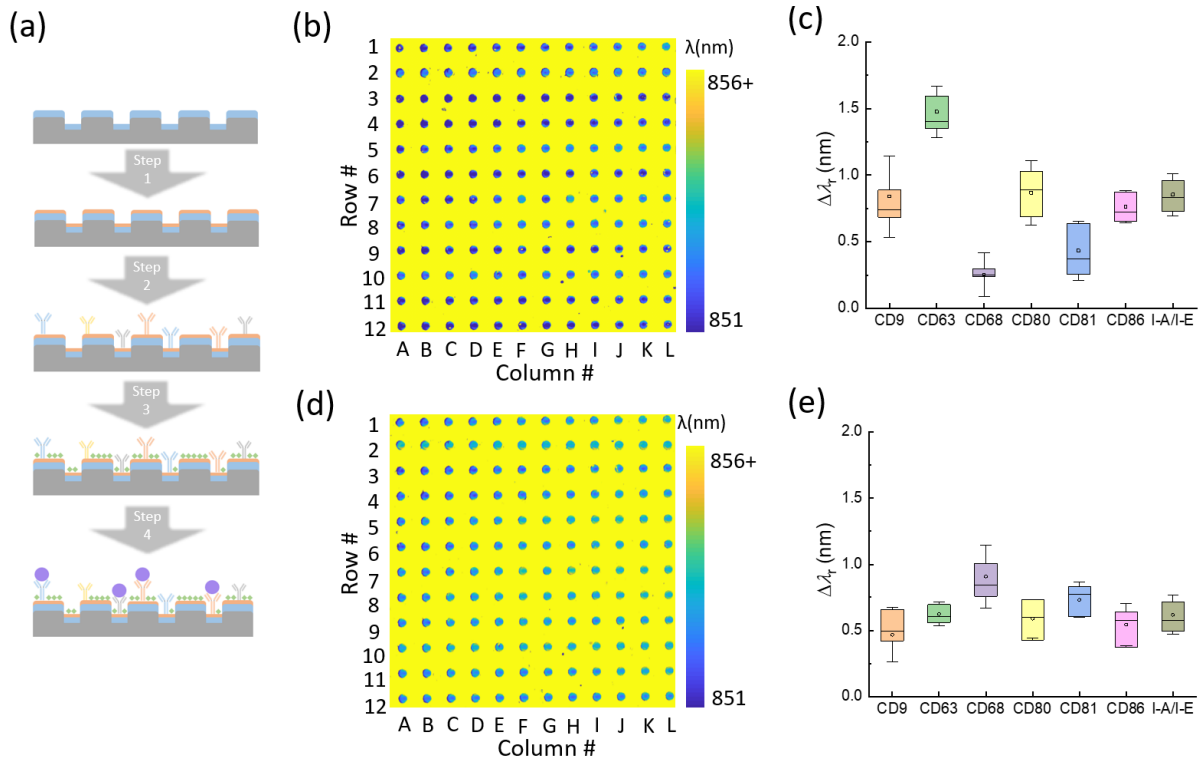 (a)
Step
1
Step
2
Step
3
Step
4
(b)
Row #
1
2
3
4
5
6
7
8
9
10
11
12
A B C D E F G H I J K L
Column #
λ(nm)
856+
851
(c)
Δλr (nm)
2.0
1.5
1.0
0.5
0.0
CD9 CD63 CD68 CD80 CD81 CD86 I-A/I-E
(d)
Row #
1
2
3
4
5
6
7
8
9
10
11
12
A B C D E F G H I J K L
Column #
λ(nm)
856+
851
(e)
Δλr (nm)
2.0
1.5
1.0
0.5
0.0
CD9 CD63 CD68 CD80 CD81 CD86 I-A/I-E